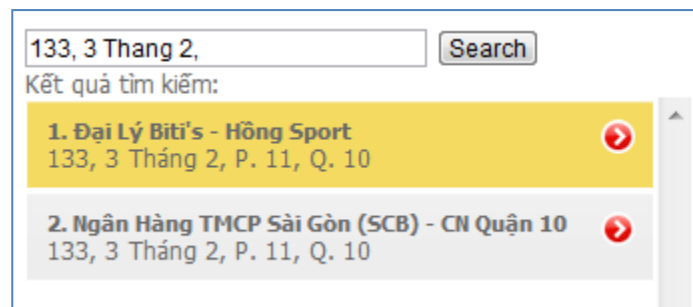 133, 3 Thang 2,
Search
Kết quả tìm kiếm:
1. Đại Lý Biti's - Hồng Sport
133, 3 Tháng 2, P. 11, Q. 10
2. Ngân Hàng TMCP Sài Gòn (SCB) - CN Quận 10
133, 3 Tháng 2, P. 11, Q. 10